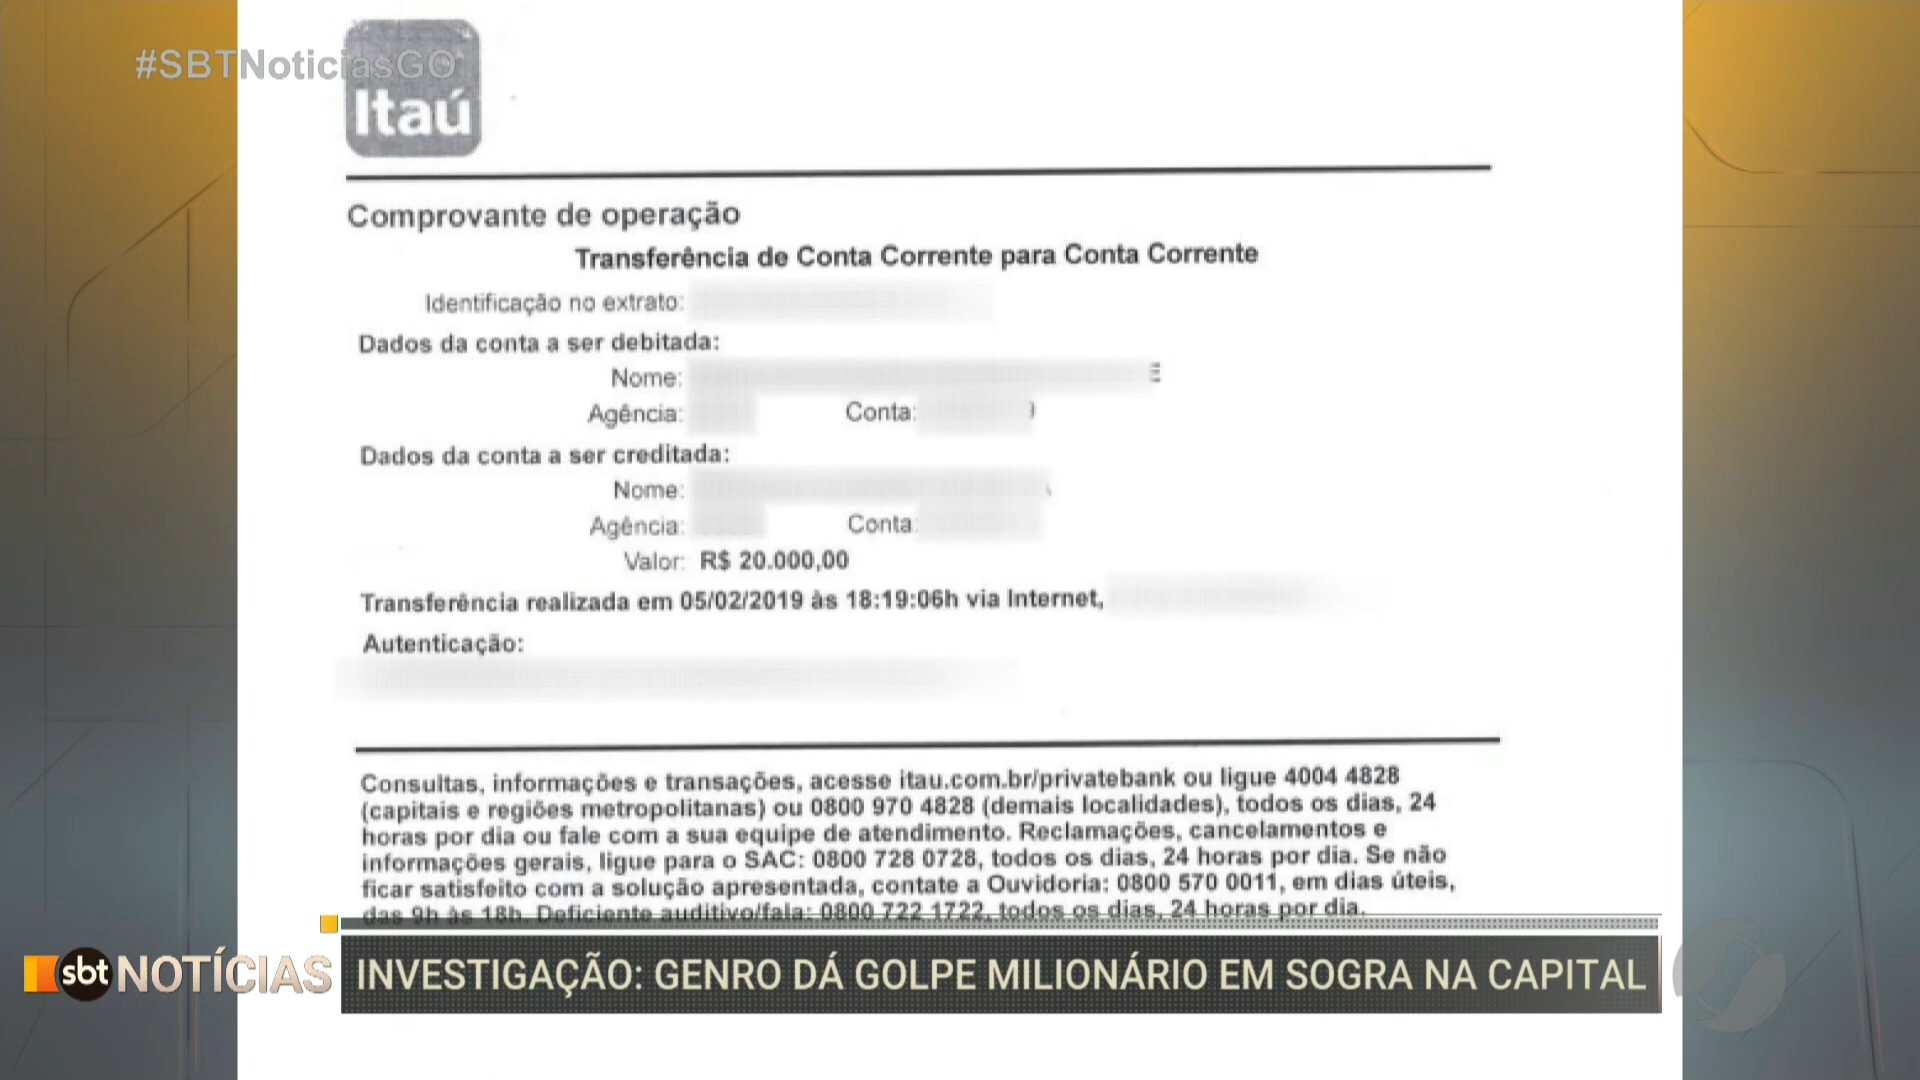 #SBTNoticiasGO
Itaú
Comprovante de operação
Transferência de Conta Corrente para Conta Corrente
Identificação no extrato:
Dados da conta a ser debitada:
Nome:
Agência: Conta:
Dados da conta a ser creditada:
Nome:
Agência: Conta:
Valor: R$ 20.000,00
Transferência realizada em 05/02/2019 às 18:19:06h via Internet,
Autenticação:
Consultas, informações e transações, acesse itau.com.br/privatebank ou ligue 4004 4828
(capitais e regiões metropolitanas) ou 0800 970 4828 (demais localidades), todos os dias, 24
horas por dia ou fale com a sua equipe de atendimento. Reclamações, cancelamentos e
informações gerais, ligue para o SAC: 0800 728 0728, todos os dias, 24 horas por dia. Se não
ficar satisfeito com a solução apresentada, contate a Ouvidoria: 0800 570 0011, em dias úteis,
das 9h às 18h. Deficiente auditivo/fala: 0800 722 1722, todos os dias, 24 horas por dia.
sbt NOTÍCIAS
INVESTIGAÇÃO: GENRO DÁ GOLPE MILIONÁRIO EM SOGRA NA CAPITAL